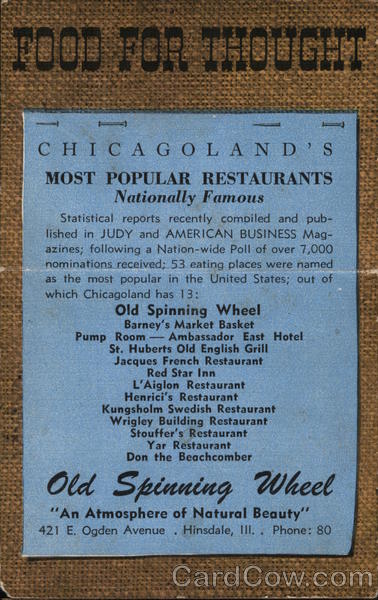 FOOD FOR THOUGHT
CHICAGOLAND'S
MOST POPULAR RESTAURANTS
Nationally Famous
Statistical reports recently compiled and pub-
lished in JUDY and AMERICAN BUSINESS Mag-
azines; following a Nation-wide Poll of over 7,000
nominations received; 53 eating places were named
as the most popular in the United States; out of
which Chicagoland has 13:
Old Spinning Wheel
Barney's Market Basket
Pump Room — Ambassador East Hotel
St. Huberts Old English Grill
Jacques French Restaurant
Red Star Inn
L'Aiglon Restaurant
Henrici's Restaurant
Kungsholm Swedish Restaurant
Wrigley Building Restaurant
Stouffer's Restaurant
Yar Restaurant
Don the Beachcomber
Old Spinning Wheel
"An Atmosphere of Natural Beauty"
421 E. Ogden Avenue . Hinsdale, Ill. . Phone: 80
CardCow.com